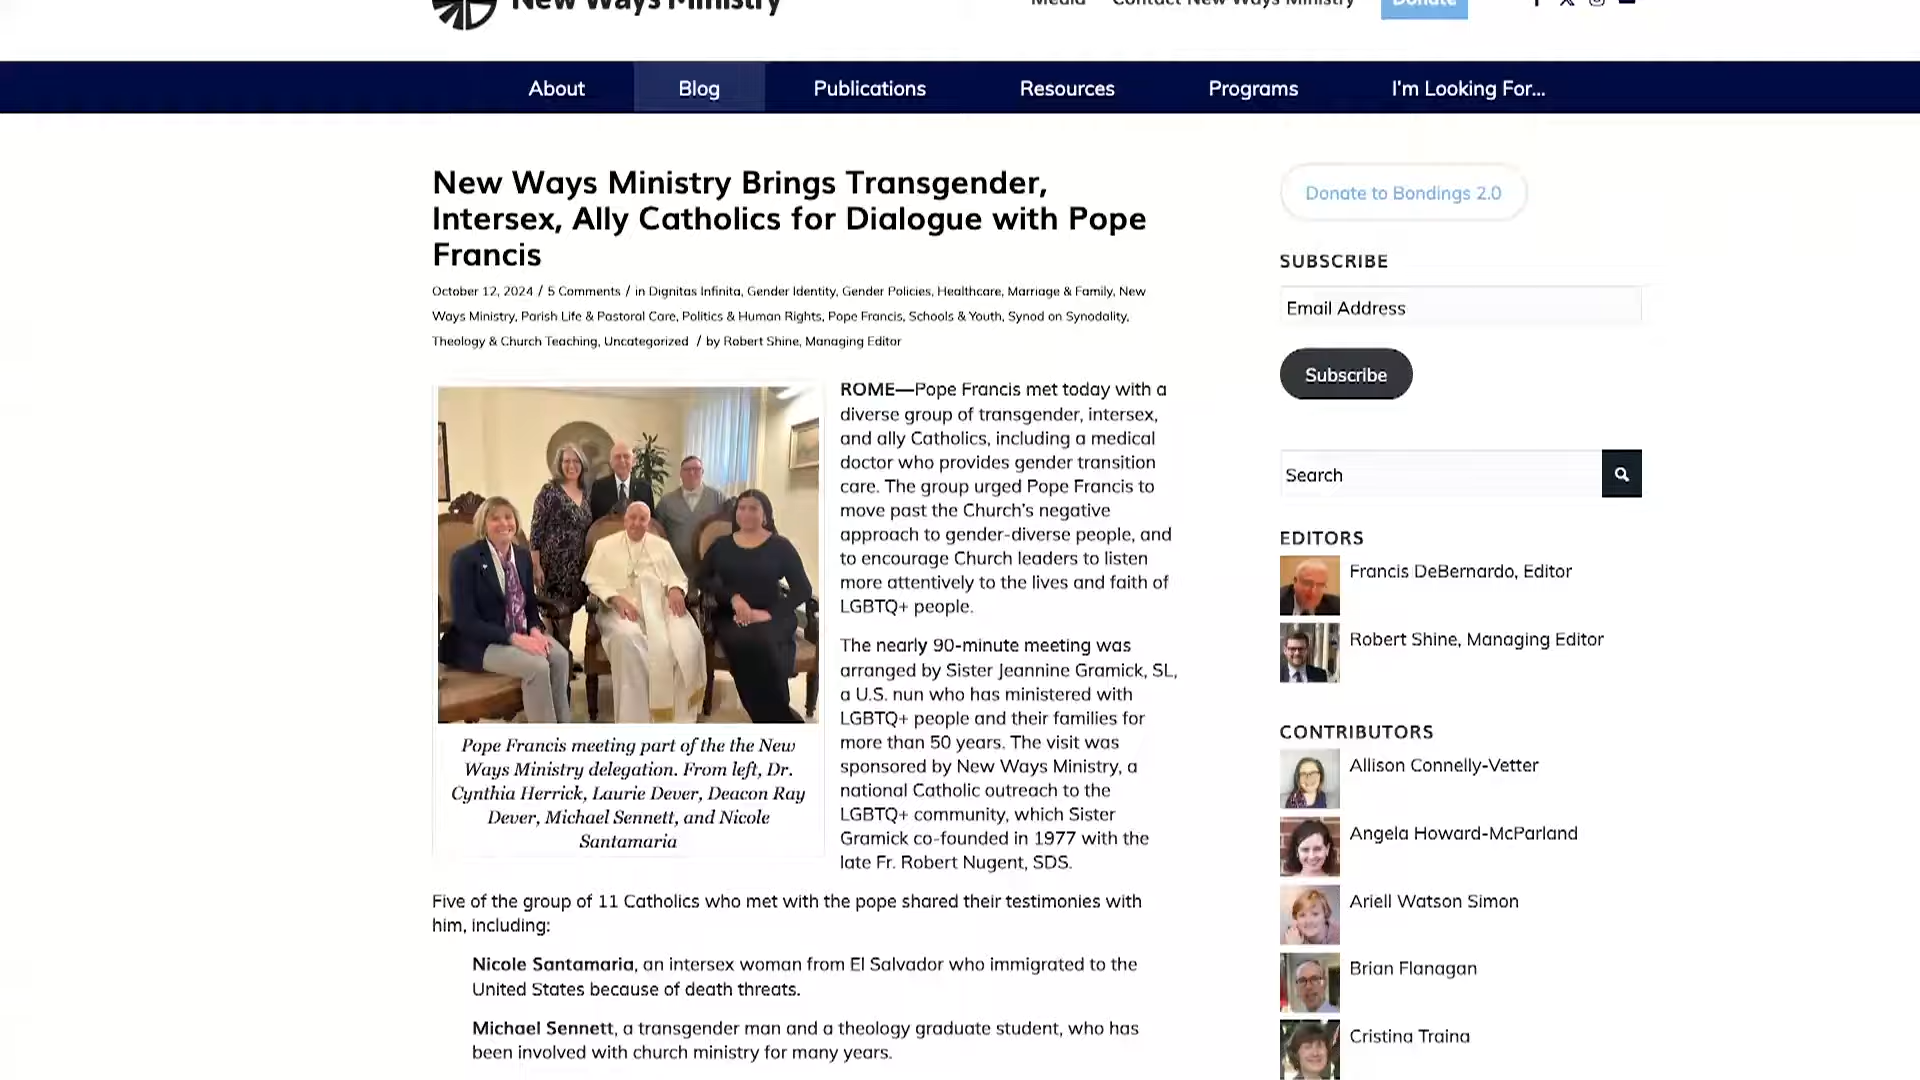 New Ways Ministry
Media Contact New Ways Ministry Donate
About Blog Publications Resources Programs I'm Looking For...
New Ways Ministry Brings Transgender,
Intersex, Ally Catholics for Dialogue with Pope
Francis
October 12, 2024 / 5 Comments / in Dignitas Infinita, Gender Identity, Gender Policies, Healthcare, Marriage & Family, New
Ways Ministry, Parish Life & Pastoral Care, Politics & Human Rights, Pope Francis, Schools & Youth, Synod on Synodality,
Theology & Church Teaching, Uncategorized / by Robert Shine, Managing Editor
Pope Francis meeting part of the the New
Ways Ministry delegation. From left, Dr.
Cynthia Herrick, Laurie Dever, Deacon Ray
Dever, Michael Sennett, and Nicole
Santamaria
ROME—Pope Francis met today with a
diverse group of transgender, intersex,
and ally Catholics, including a medical
doctor who provides gender transition
care. The group urged Pope Francis to
move past the Church's negative
approach to gender-diverse people, and
to encourage Church leaders to listen
more attentively to the lives and faith of
LGBTQ+ people.
The nearly 90-minute meeting was
arranged by Sister Jeannine Gramick, SL,
a U.S. nun who has ministered with
LGBTQ+ people and their families for
more than 50 years. The visit was
sponsored by New Ways Ministry, a
national Catholic outreach to the
LGBTQ+ community, which Sister
Gramick co-founded in 1977 with the
late Fr. Robert Nugent, SDS.
Five of the group of 11 Catholics who met with the pope shared their testimonies with
him, including:
Nicole Santamaria, an intersex woman from El Salvador who immigrated to the
United States because of death threats.
Michael Sennett, a transgender man and a theology graduate student, who has
been involved with church ministry for many years.
Donate to Bondings 2.0
SUBSCRIBE
Email Address
Subscribe
Search
EDITORS
Francis DeBernardo, Editor
Robert Shine, Managing Editor
CONTRIBUTORS
Allison Connelly-Vetter
Angela Howard-McParland
Ariell Watson Simon
Brian Flanagan
Cristina Traina